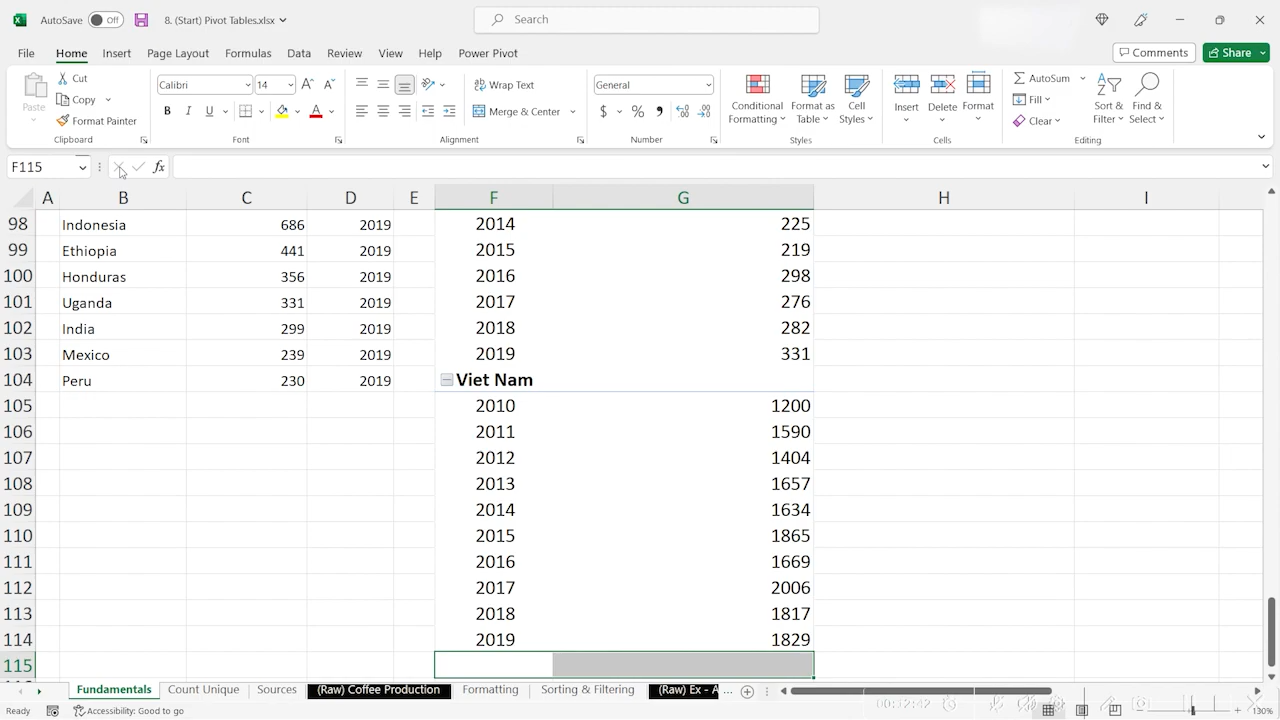 AutoSave Off 8. (Start) Pivot Tables.xlsx Search
File Home Insert Page Layout Formulas Data Review View Help Power Pivot Comments Share
Paste Cut Copy Format Painter Clipboard
Calibri 14 B I U A Font
Wrap Text Merge & Center Alignment
General $ % Number
Conditional Formatting Format as Table Cell Styles Styles
Insert Delete Format Cells
AutoSum Fill Clear Sort & Filter Find & Select Editing
F115 fx
A B C D E F G H I
98 Indonesia 686 2019 2014 225
99 Ethiopia 441 2019 2015 219
100 Honduras 356 2019 2016 298
101 Uganda 331 2019 2017 276
102 India 299 2019 2018 282
103 Mexico 239 2019 2019 331
104 Peru 230 2019 Viet Nam
105 2010 1200
106 2011 1590
107 2012 1404
108 2013 1657
109 2014 1634
110 2015 1865
111 2016 1669
112 2017 2006
113 2018 1817
114 2019 1829
115
Fundamentals Count Unique Sources (Raw) Coffee Production Formatting Sorting & Filtering (Raw) Ex - A ...
Ready Accessibility: Good to go 00:12:42 130%